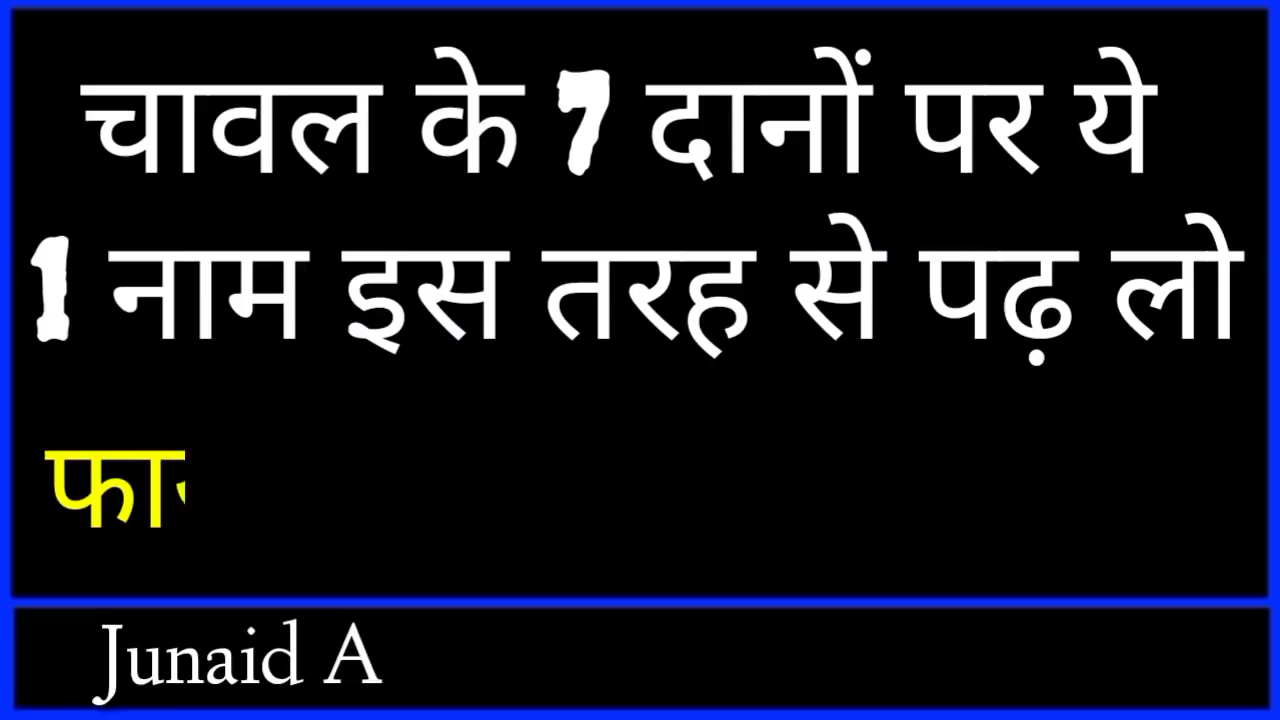 चावल के 7 दानों पर ये
1 नाम इस तरह से पढ़ लो
Junaid A